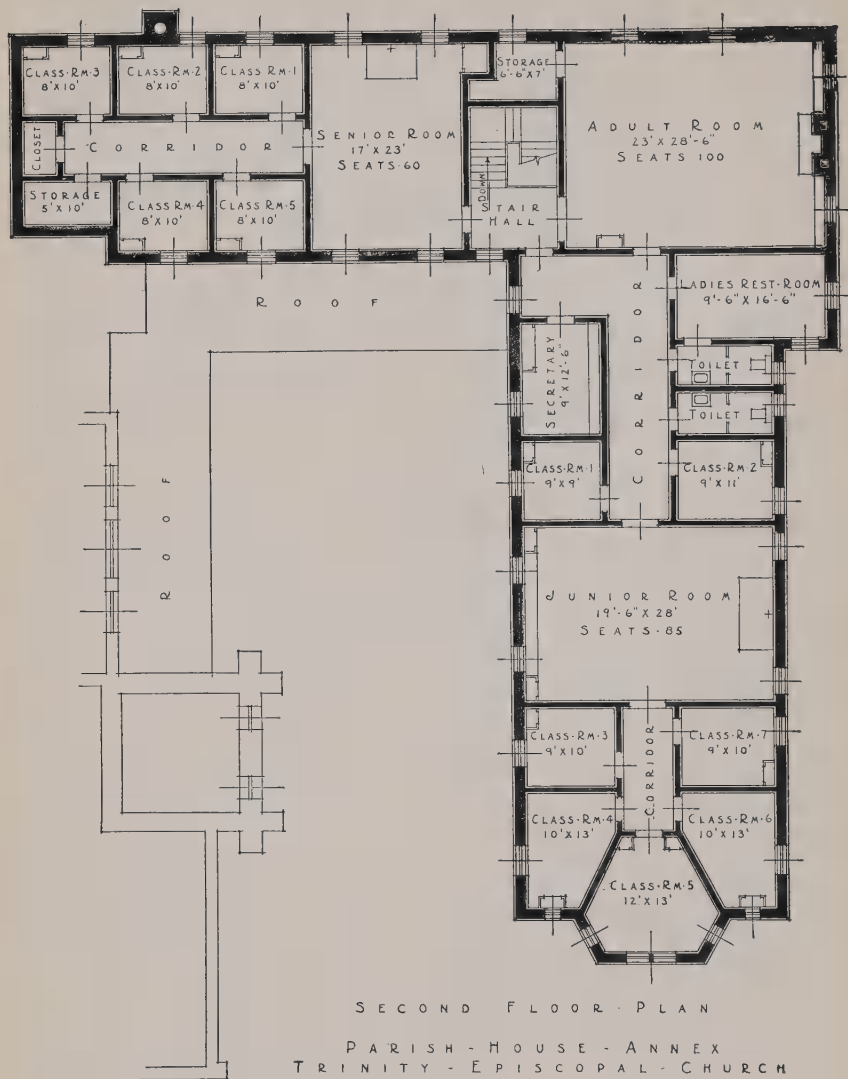 CLASS·RM·3
8'X10'
CLASS·RM·2
8'X10'
CLASS·RM·1
8'X10'
SENIOR ROOM
17'X23'
SEATS·60
STORAGE
6'-6"X7'
ADULT ROOM
23'X28'-6"
SEATS 100
CLOSET
CORRIDOR
STORAGE
5'X10'
CLASS·RM·4
8'X10'
CLASS·RM·5
8'X10'
DOWN
STAIR
HALL
ROOF
CORRIDOR
LADIES REST-ROOM
9'-6"X16'-6"
SECRETARY
9'X12'-6"
TOILET
TOILET
CLASS·RM·1
9'X9'
CLASS·RM·2
9'X11'
ROOF
JUNIOR ROOM
19'-6"X28'
SEATS·85
CLASS·RM·3
9'X10'
CORRIDOR
CLASS·RM·7
9'X10'
CLASS·RM·4
10'X13'
CLASS·RM·6
10'X13'
CLASS·RM·5
12'X13'
SECOND FLOOR·PLAN
PARISH-HOUSE-ANNEX
TRINITY-EPISCOPAL-CHURCH